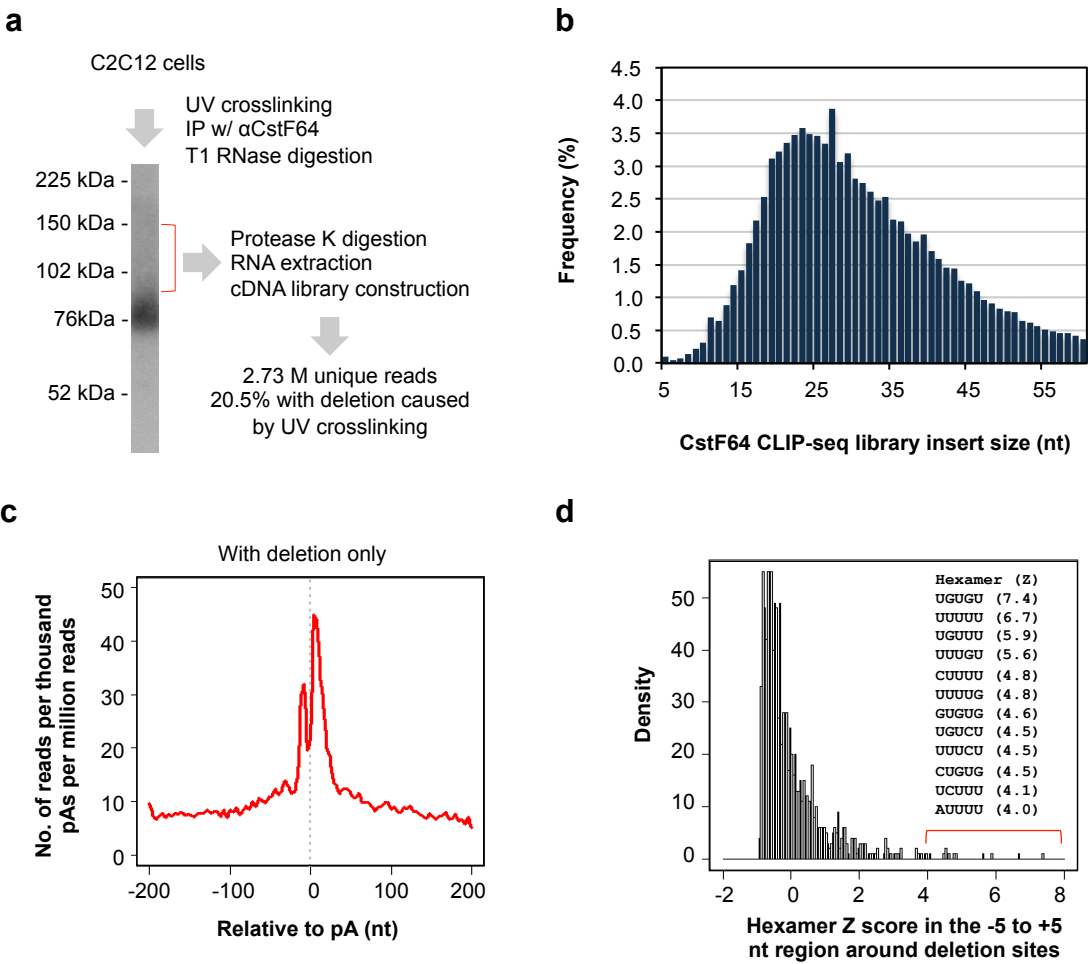 a
C2C12 cells
UV crosslinking
IP w/ αCstF64
T1 RNase digestion
225 kDa -
150 kDa -
102 kDa -
76kDa -
52 kDa -
Protease K digestion
RNA extraction
cDNA library construction
2.73 M unique reads
20.5% with deletion caused
by UV crosslinking
b
Frequency (%)
4.5
4.0
3.5
3.0
2.5
2.0
1.5
1.0
0.5
0.0
5 15 25 35 45 55
CstF64 CLIP-seq library insert size (nt)
c
With deletion only
No. of reads per thousand
pAs per million reads
50
40
30
20
10
0
-200 -100 0 100 200
Relative to pA (nt)
d
Density
50
40
30
20
10
0
Hexamer (Z)
UGUGU (7.4)
UUUUU (6.7)
UGUUU (5.9)
UUUGU (5.6)
CUUUU (4.8)
UUUUG (4.8)
GUGUG (4.6)
UGUCU (4.5)
UUUCU (4.5)
CUGUG (4.5)
UCUUU (4.1)
AUUUU (4.0)
-2 0 2 4 6 8
Hexamer Z score in the -5 to +5
nt region around deletion sites